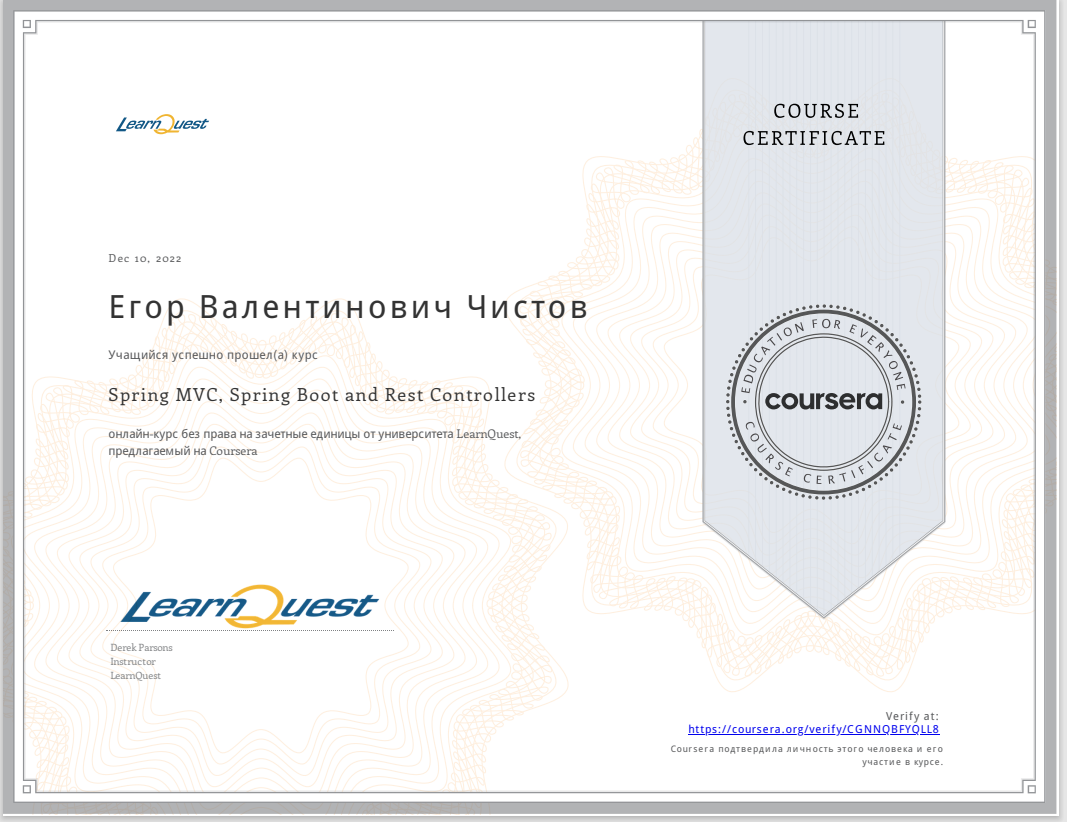 LearnQuest
COURSE
CERTIFICATE
Dec 10, 2022
Егор Валентинович Чистов
Учащийся успешно прошел(а) курс
Spring MVC, Spring Boot and Rest Controllers
онлайн-курс без права на зачетные единицы от университета LearnQuest,
предлагаемый на Coursera
EDUCATION FOR EVERYONE
coursera
COURSE CERTIFICATE
LearnQuest
Derek Parsons
Instructor
LearnQuest
Verify at:
https://coursera.org/verify/CGNNQBFYQLL8
Coursera подтвердила личность этого человека и его
участие в курсе.